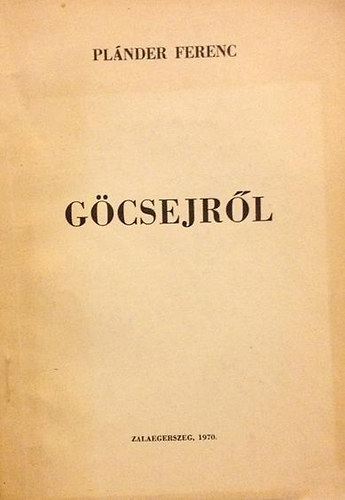 PLÁNDER FERENC
GÖCSEJRŐL
ZALAEGERSZEG, 1970.